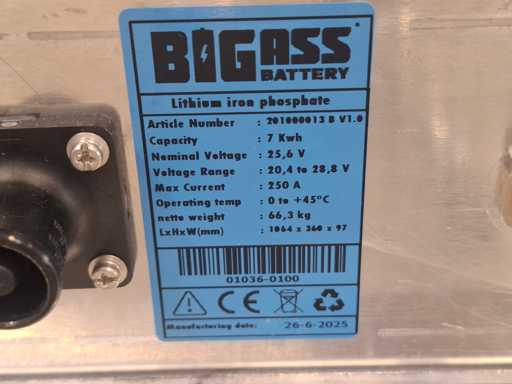 BIGASS
BATTERY
Lithium iron phosphate
Article Number : 201000013 B V1.0
Capacity : 7 Kwh
Nominal Voltage : 25,6 V
Voltage Range : 20,4 to 28,8 V
Max Current : 250 A
Operating temp : 0 to +45°C
netto weight : 66,3 kg
LxHxW(mm) : 1064 x 360 x 97
01036-0100
CE
Manufacturing date: 26-6-2025